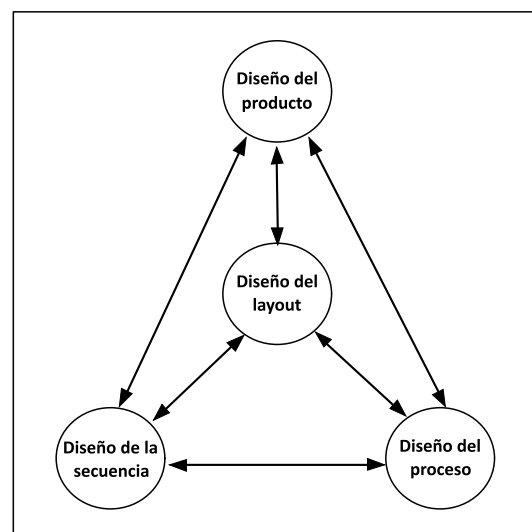 Diseño del
producto
Diseño del
layout
Diseño de la
secuencia
Diseño del
proceso